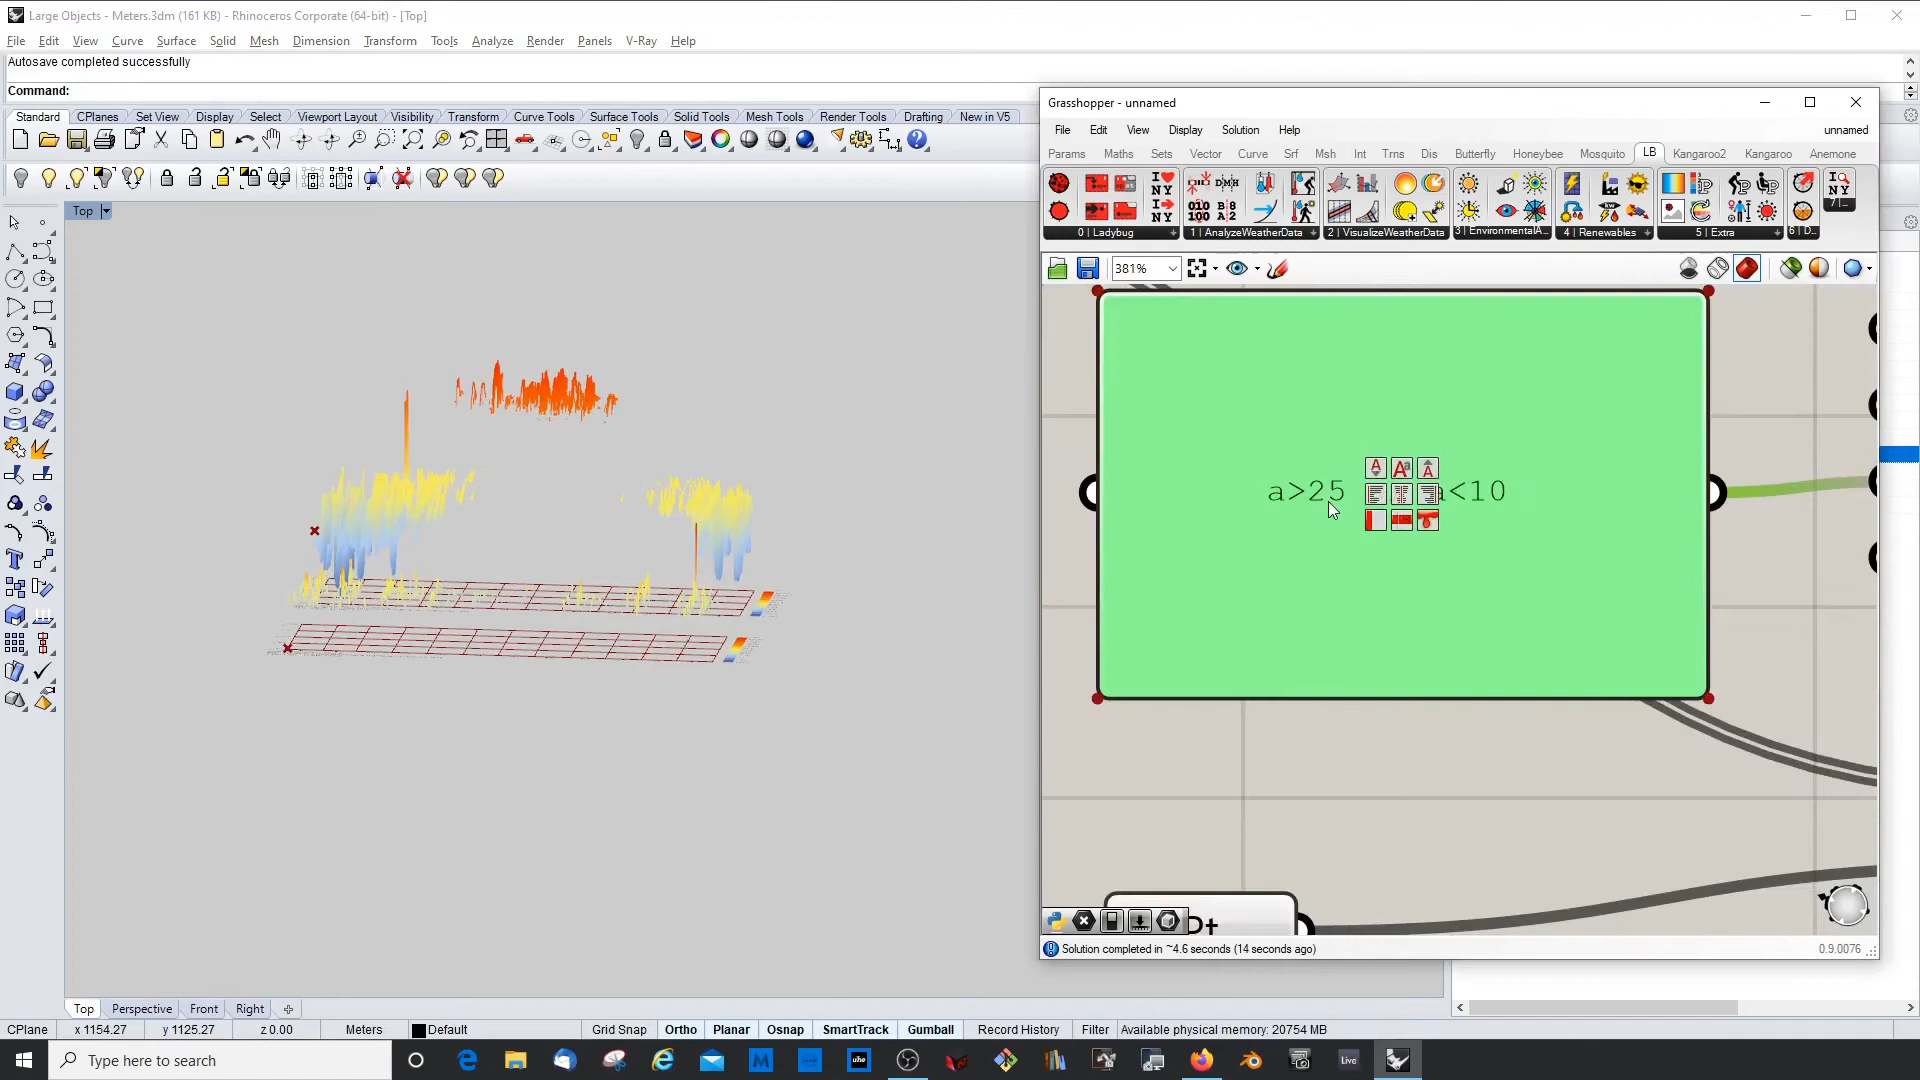 Large Objects - Meters.3dm (161 KB) - Rhinoceros Corporate (64-bit) - [Top]
File Edit View Curve Surface Solid Mesh Dimension Transform Tools Analyze Render Panels V-Ray Help
Autosave completed successfully
Command:
Standard CPlanes Set View Display Select Viewport Layout Visibility Transform Curve Tools Surface Tools Solid Tools Mesh Tools Render Tools Drafting New in V5
Top
Grasshopper - unnamed
File Edit View Display Solution Help unnamed
Params Maths Sets Vector Curve Srf Msh Int Trns Dis Butterfly Honeybee Mosquito LB Kangaroo2 Kangaroo Anemone
0 | Ladybug 1 | AnalyzeWeatherData 2 | VisualizeWeatherData 3 | EnvironmentalA... 4 | Renewables 5 | Extra 6 | D... 7 |...
381%
a>25 a<10
Dt
Solution completed in ~4.6 seconds (14 seconds ago) 0.9.0076
Top Perspective Front Right
CPlane x 1154.27 y 1125.27 z 0.00 Meters Default Grid Snap Ortho Planar Osnap SmartTrack Gumball Record History Filter Available physical memory: 20754 MB
Type here to search uhe Live